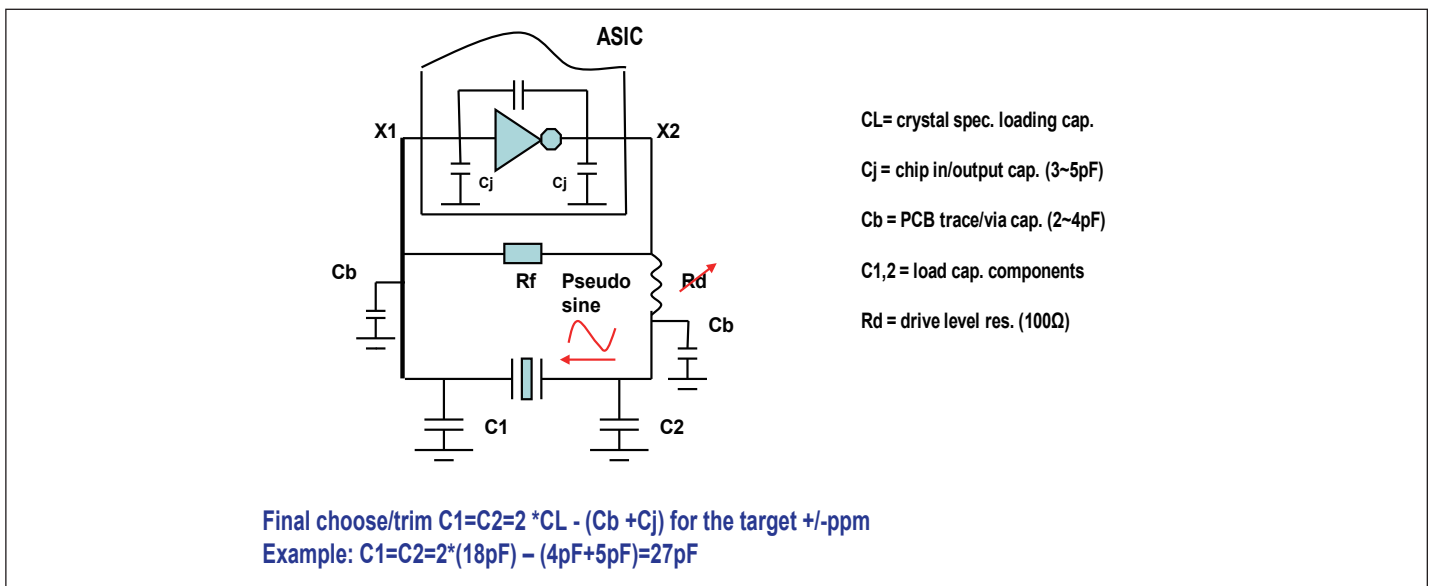 ASIC
X1
X2
Cj
Cj
CL= crystal spec. loading cap.
Cj = chip in/output cap. (3~5pF)
Cb = PCB trace/via cap. (2~4pF)
C1,2 = load cap. components
Rd = drive level res. (100Ω)
Cb
Rf
Pseudo
sine
Rd
Cb
C1
C2
Final choose/trim C1=C2=2 *CL - (Cb +Cj) for the target +/-ppm
Example: C1=C2=2*(18pF) – (4pF+5pF)=27pF